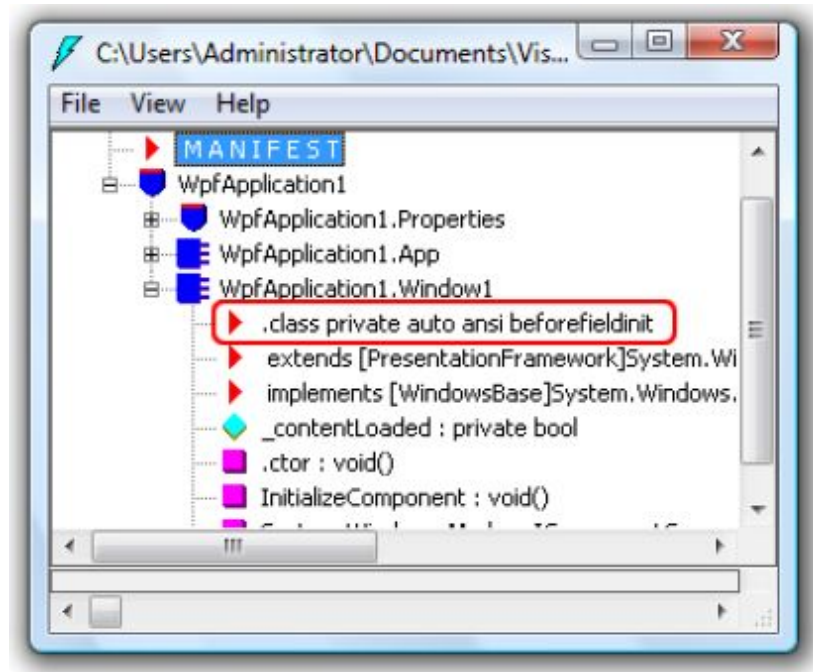 C:\Users\Administrator\Documents\Vis...
File View Help
MANIFEST
WpfApplication1
WpfApplication1.Properties
WpfApplication1.App
WpfApplication1.Window1
.class private auto ansi beforefieldinit
extends [PresentationFramework]System.Wi
implements [WindowsBase]System.Windows.
_contentLoaded : private bool
.ctor : void()
InitializeComponent : void()